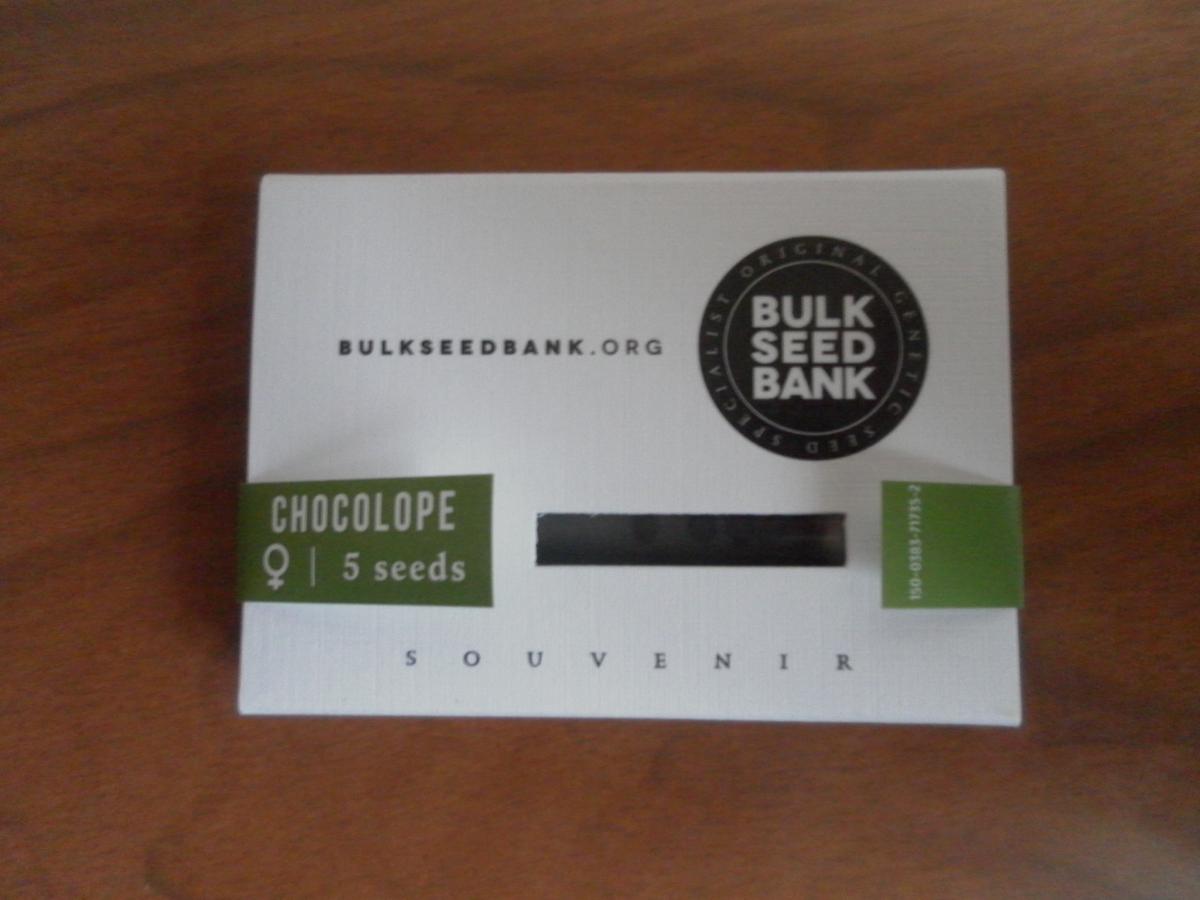 ORIGINAL GENETIC SEED SPECIALIST
BULK
SEED
BANK
BULKSEEDBANK.ORG
CHOCOLOPE
♀ | 5 seeds
150-0383-71735-2
SOUVENIR